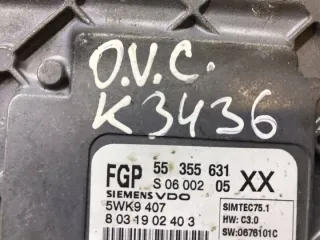 O.V.C.
K3436
FGP 55 355 631 XX
S 06 002 05
SIEMENS VDO
5WK9 407
8 03 19 02 40 3
SIMTEC75.1
HW: C3.0
SW:0676101C